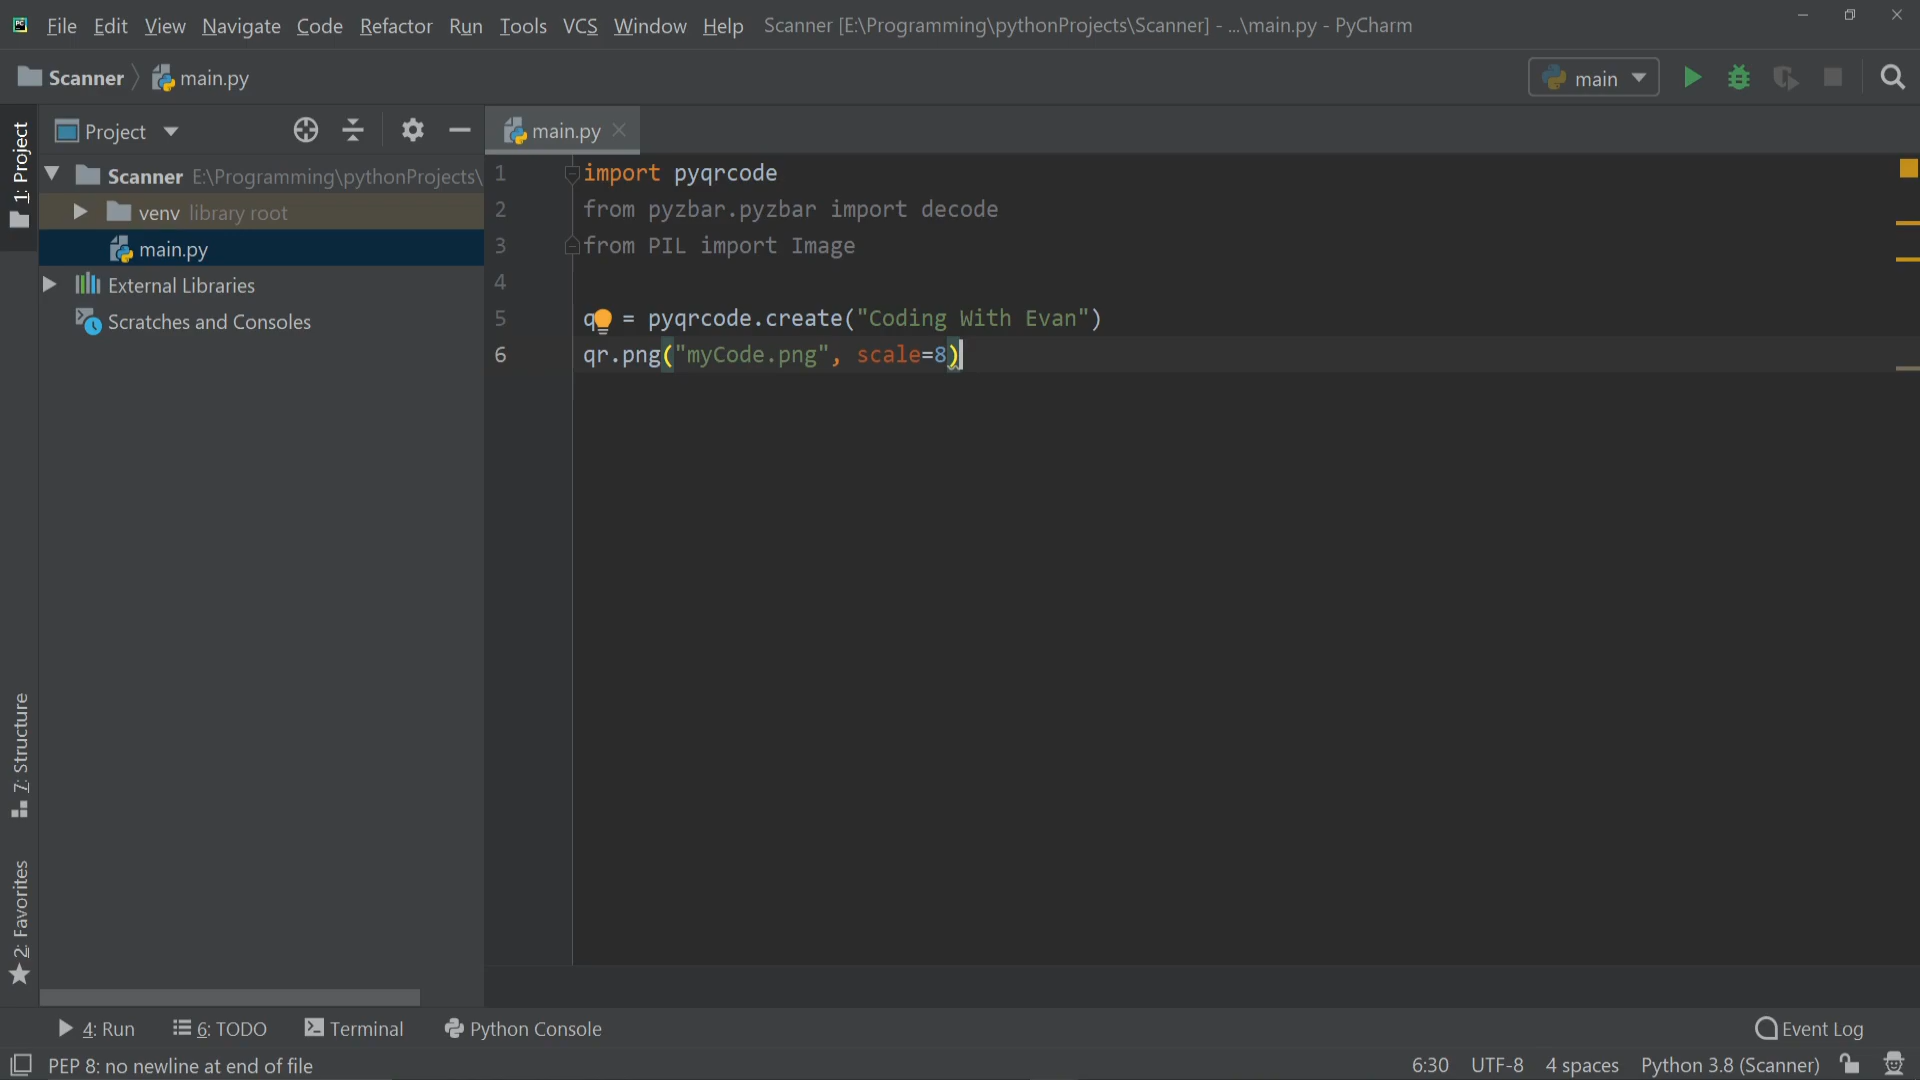 File Edit View Navigate Code Refactor Run Tools VCS Window Help Scanner [E:\Programming\pythonProjects\Scanner] - ...\main.py - PyCharm
Scanner main.py
main
1: Project
Project
main.py
Scanner E:\Programming\pythonProjects\
venv library root
main.py
External Libraries
Scratches and Consoles
1 import pyqrcode
2 from pyzbar.pyzbar import decode
3 from PIL import Image
4
5 q = pyqrcode.create("Coding With Evan")
6 qr.png("myCode.png", scale=8)
7: Structure
2: Favorites
4: Run 6: TODO Terminal Python Console Event Log
PEP 8: no newline at end of file 6:30 UTF-8 4 spaces Python 3.8 (Scanner)